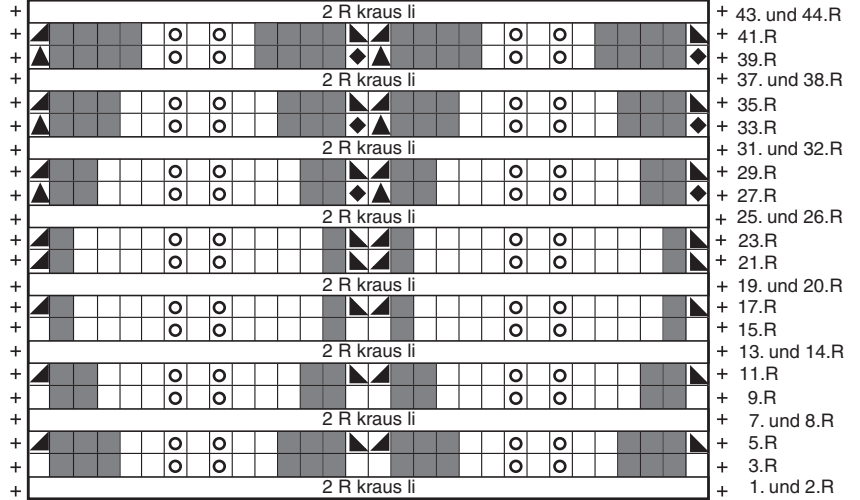 + 2 R kraus li + 43. und 44.R
+ + 41.R
+ + 39.R
+ 2 R kraus li + 37. und 38.R
+ + 35.R
+ + 33.R
+ 2 R kraus li + 31. und 32.R
+ + 29.R
+ + 27.R
+ 2 R kraus li + 25. und 26.R
+ + 23.R
+ + 21.R
+ 2 R kraus li + 19. und 20.R
+ + 17.R
+ + 15.R
+ 2 R kraus li + 13. und 14.R
+ + 11.R
+ + 9.R
+ 2 R kraus li + 7. und 8.R
+ + 5.R
+ + 3.R
+ 2 R kraus li + 1. und 2.R